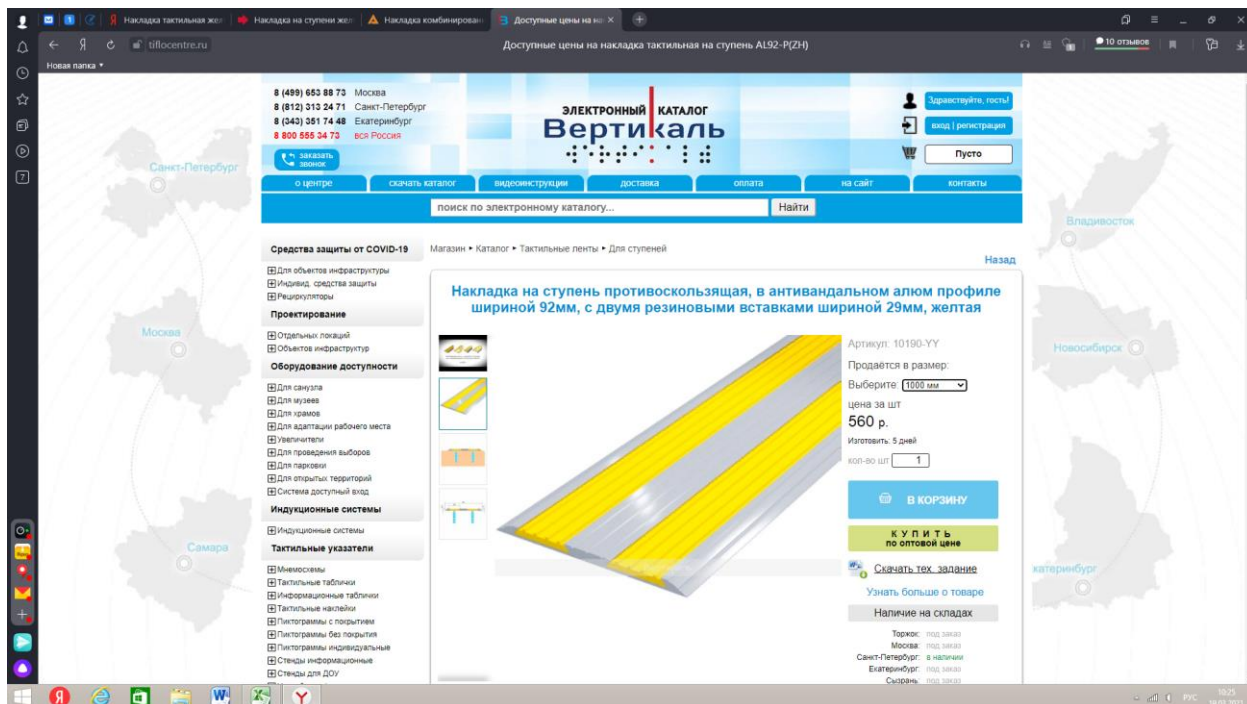 Накладка тактильная жел
Накладка на ступени жел
Накладка комбинирован
Доступные цены на на
tiflocentre.ru
Доступные цены на накладка тактильная на ступень AL92-P(ZH)
10 отзывов
Новая папка
8 (499) 653 88 73 Москва
8 (812) 313 24 71 Санкт-Петербург
8 (343) 351 74 48 Екатеринбург
8 800 555 34 73 вся Россия
заказать
звонок
ЭЛЕКТРОННЫЙ КАТАЛОГ
Вертикаль
Здравствуйте, гость!
вход | регистрация
Пусто
о центре
скачать каталог
видеоинструкции
доставка
оплата
на сайт
контакты
поиск по электронному каталогу...
Найти
Санкт-Петербург
Москва
Самара
Владивосток
Новосибирск
катеринбург
Средства защиты от COVID-19
Для объектов инфраструктуры
Индивид. средства защиты
Рециркуляторы
Проектирование
Отдельных локаций
Объектов инфраструктур
Оборудование доступности
Для санузла
Для музеев
Для храмов
Для адаптации рабочего места
Увеличители
Для проведения выборов
Для парковки
Для открытых территорий
Система доступный вход
Индукционные системы
Индукционные системы
Тактильные указатели
Мнемосхемы
Тактильные таблички
Информационные таблички
Тактильные наклейки
Пиктограммы с покрытием
Пиктограммы без покрытия
Пиктограммы индивидуальные
Стенды информационные
Стенды для ДОУ
Магазин ▸ Каталог ▸ Тактильные ленты ▸ Для ступеней
Назад
Накладка на ступень противоскользящая, в антивандальном алюм профиле
шириной 92мм, с двумя резиновыми вставками шириной 29мм, желтая
Артикул: 10190-YY
Продаётся в размер:
Выберите: 1000 мм
цена за шт
560 р.
Изготовить: 5 дней
кол-во шт 1
В КОРЗИНУ
КУПИТЬ
по оптовой цене
Скачать тех. задание
Узнать больше о товаре
Наличие на складах
Торжок: под заказ
Москва: под заказ
Санкт-Петербург: в наличии
Екатеринбург: под заказ
Сызрань: под заказ
РУС
10:25